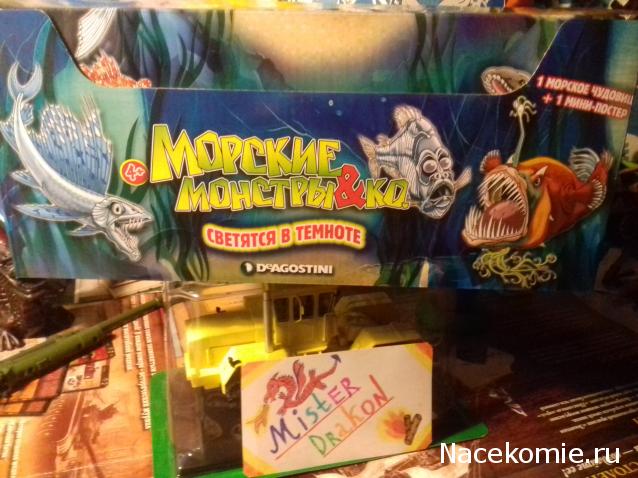 1 МОРСКОЕ ЧУДОВИЩЕ
+ 1 МИНИ-ПОСТЕР
4+
МОРСКИЕ
МОНСТРЫ&КО.
СВЕТЯТСЯ В ТЕМНОТЕ
DeAGOSTINI
MiSTER
DRAKON
Nacekomie.ru